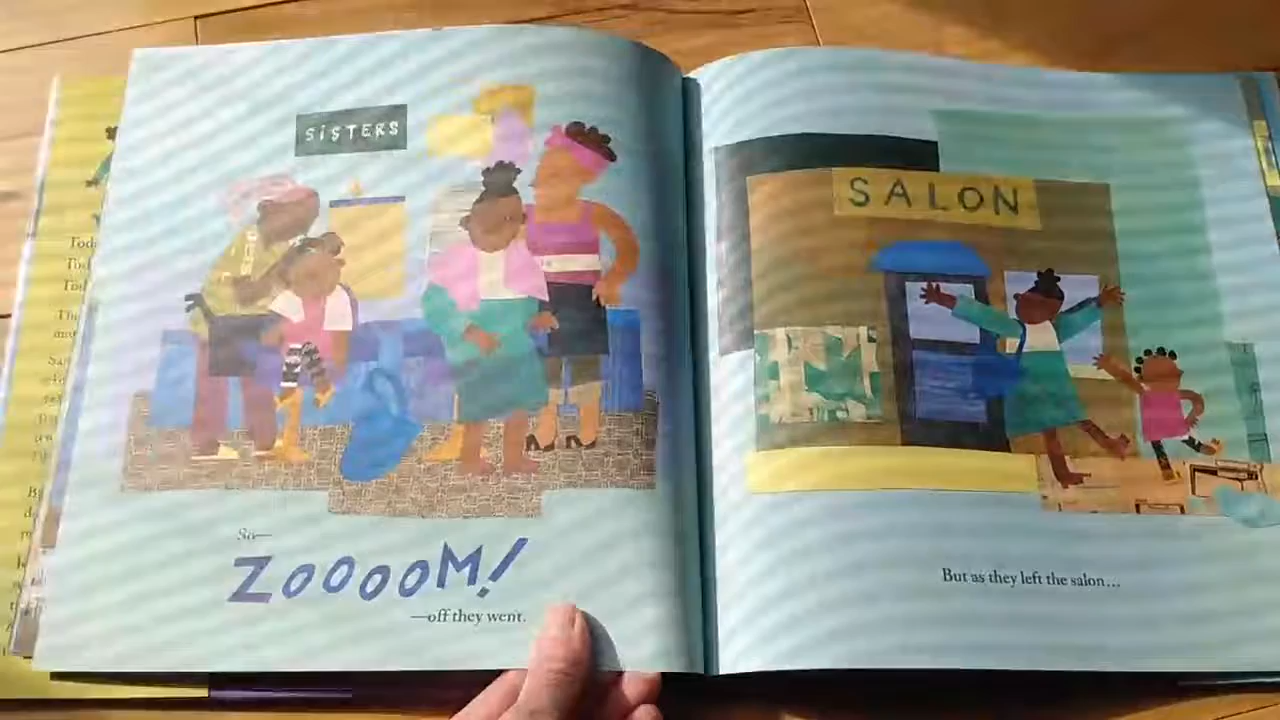 SiSTERS
So—
ZOOOOM!
—off they went.
SALON
But as they left the salon…